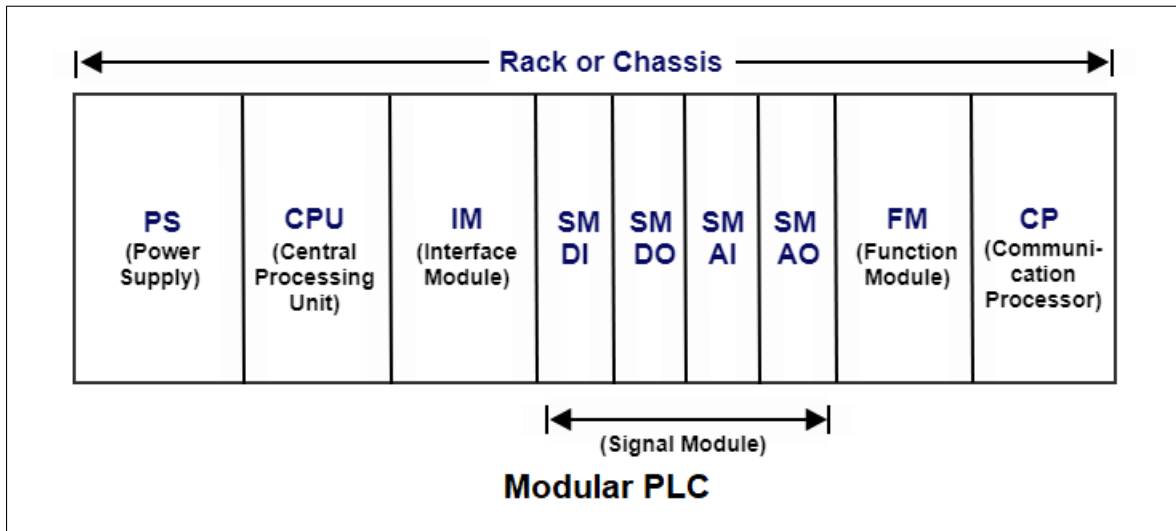 Rack or Chassis
PS
(Power
Supply)
CPU
(Central
Processing
Unit)
IM
(Interface
Module)
SM
DI
SM
DO
SM
AI
SM
AO
FM
(Function
Module)
CP
(Communi-
cation
Processor)
(Signal Module)
Modular PLC